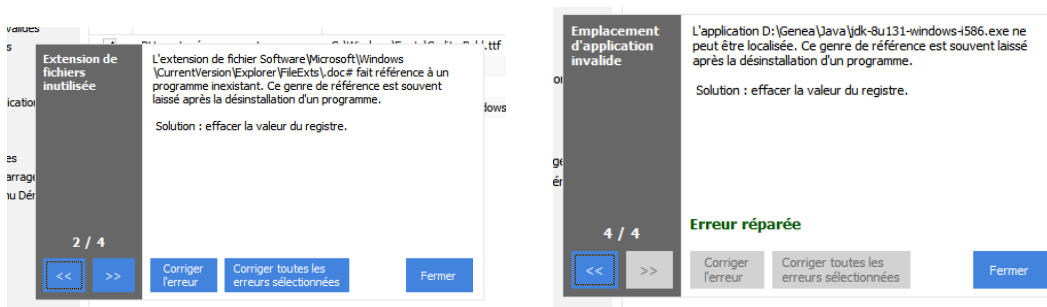 valides
Extension de
fichiers
inutilisée
L'extension de fichier Software\Microsoft\Windows
\CurrentVersion\Explorer\FileExts\.doc# fait référence à un
programme inexistant. Ce genre de référence est souvent
laissé après la désinstallation d'un programme.
Solution : effacer la valeur du registre.
2 / 4
<<
>>
Corriger
l'erreur
Corriger toutes les
erreurs sélectionnées
Fermer
.ttf
dows
Emplacement
d'application
invalide
L'application D:\Genea\Java\jdk-8u131-windows-i586.exe ne
peut être localisée. Ce genre de référence est souvent laissé
après la désinstallation d'un programme.
Solution : effacer la valeur du registre.
Erreur réparée
4 / 4
<<
>>
Corriger
l'erreur
Corriger toutes les
erreurs sélectionnées
Fermer